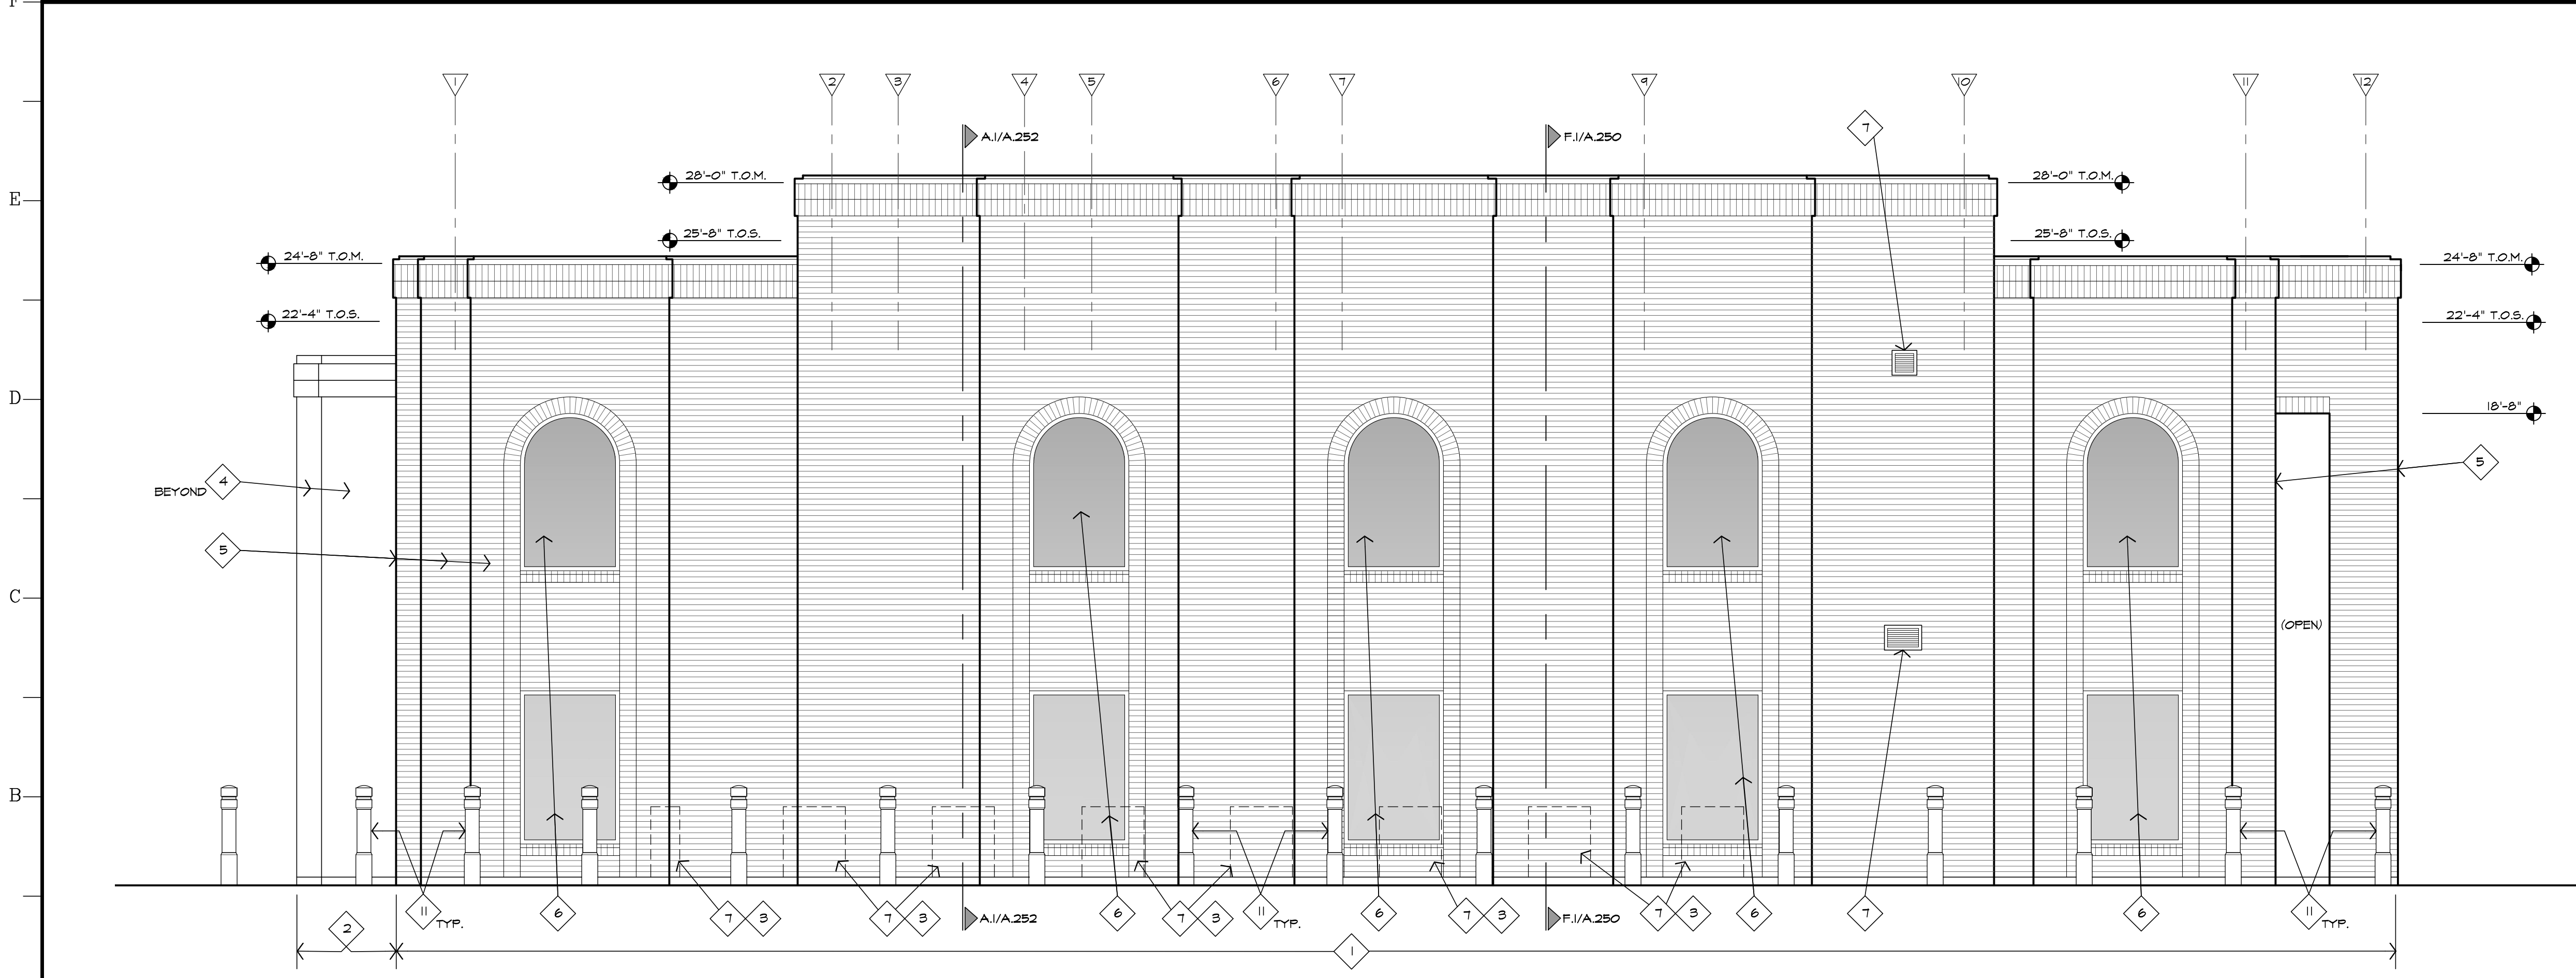 F
1 2 3 4 5 6 7 9 10 11 12
A.1/A.252 F.1/A.250 7
28'-0" T.O.M. 28'-0" T.O.M.
E
25'-8" T.O.S. 25'-8" T.O.S.
24'-8" T.O.M. 24'-8" T.O.M.
22'-4" T.O.S. 22'-4" T.O.S.
D
18'-8"
BEYOND 4 5
5
C
(OPEN)
B
11 TYP. 6 7 3 7 3 A.1/A.252 6 7 3 11 TYP. 6 7 3 F.1/A.250 7 3 6 7 6 11 TYP.
2 1